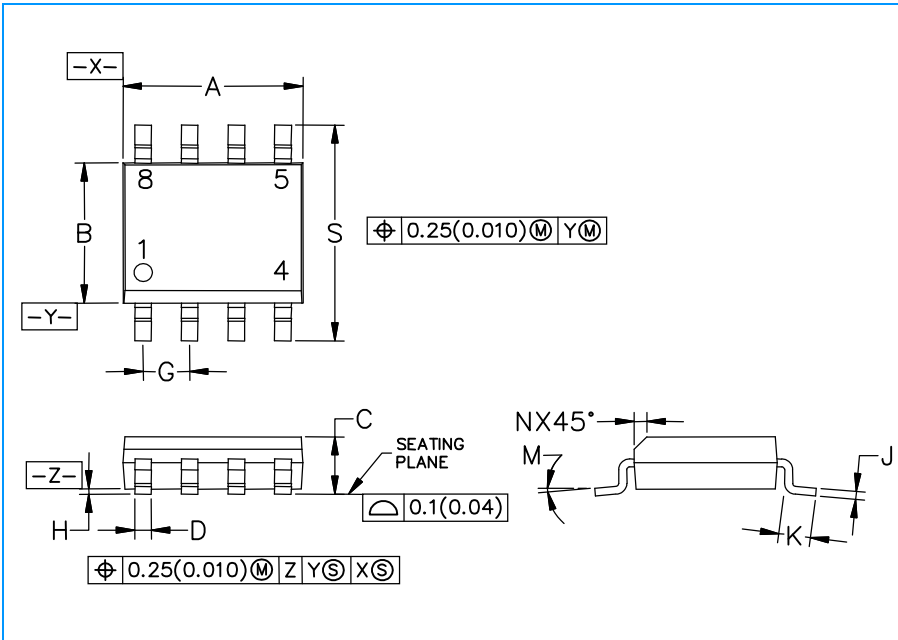 -X-
A
8 5
B
S
⌖ 0.25(0.010)Ⓜ YⓂ
1
4
-Y-
G
C
SEATING
PLANE
-Z-
⌓ 0.1(0.04)
H
D
⌖ 0.25(0.010)Ⓜ Z YⓈ XⓈ
NX45°
M
J
K